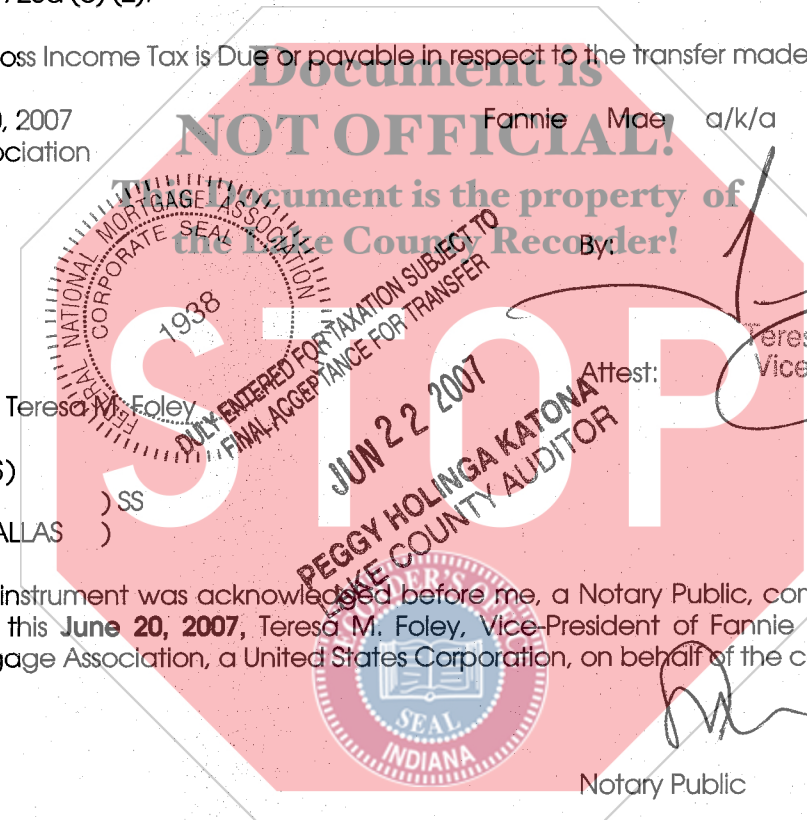 oss Income Tax is Due or payable in respect to the transfer made
Document is
, 2007 Fannie Mae a/k/a
NOT OFFICIAL!
ociation
This Document is the property of
the Lake County Recorder!
By:
FEDERAL NATIONAL MORTGAGE ASSOCIATION
CORPORATE SEAL
1938
DULY ENTERED FOR TAXATION SUBJECT TO
FINAL ACCEPTANCE FOR TRANSFER
JUN 22 2007
PEGGY HOLINGA KATONA
LAKE COUNTY AUDITOR
STOP
Teres
Attest: Vice
Teresa M. Foley
S)
) SS
ALLAS )
instrument was acknowledged before me, a Notary Public, com
this June 20, 2007, Teresa M. Foley, Vice-President of Fannie
gage Association, a United States Corporation, on behalf of the c
RECORDER'S OFFICE
SEAL
INDIANA
Notary Public